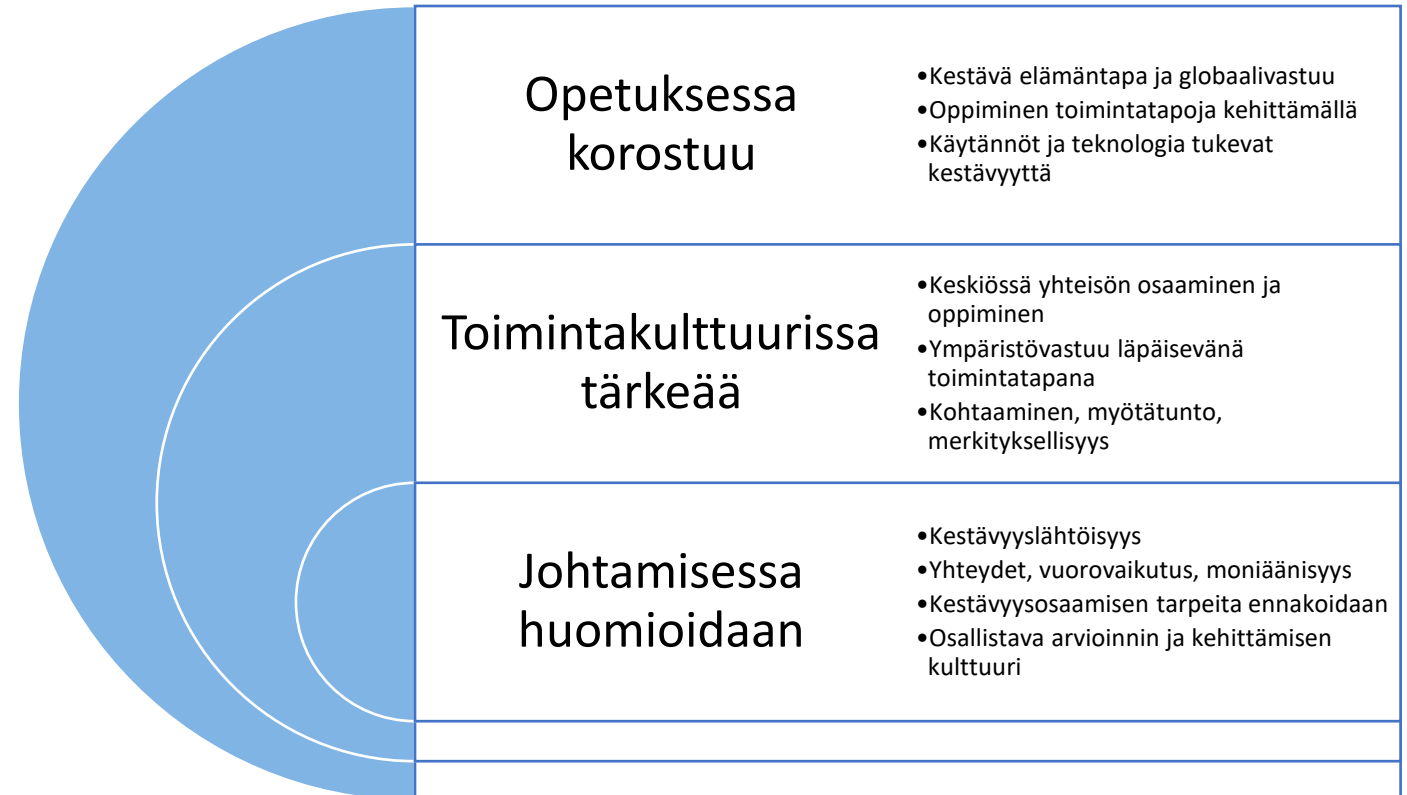 Opetuksessa
korostuu
•Kestävä elämäntapa ja globaalivastuu
•Oppiminen toimintatapoja kehittämällä
•Käytännöt ja teknologia tukevat
kestävyyttä
Toimintakulttuurissa
tärkeää
•Keskiössä yhteisön osaaminen ja
oppiminen
•Ympäristövastuu läpäisevänä
toimintatapana
•Kohtaaminen, myötätunto,
merkityksellisyys
Johtamisessa
huomioidaan
•Kestävyyslähtöisyys
•Yhteydet, vuorovaikutus, moniäänisyys
•Kestävyysosaamisen tarpeita ennakoidaan
•Osallistava arvioinnin ja kehittämisen
kulttuuri